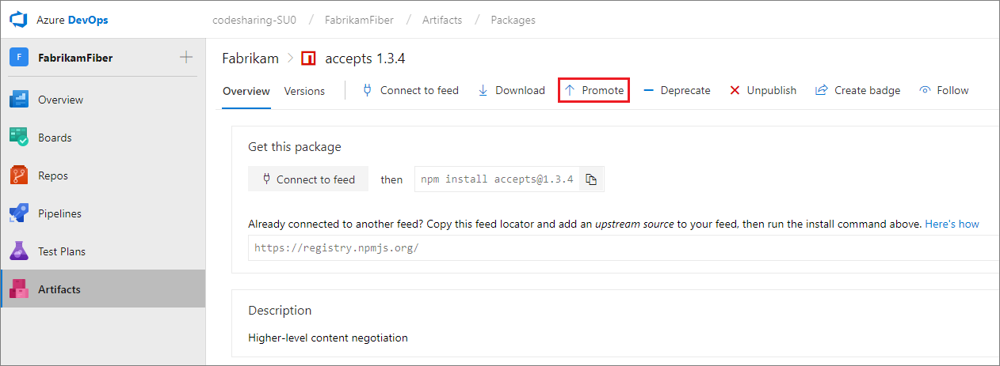 Azure DevOps codesharing-SU0 / FabrikamFiber / Artifacts / Packages
F FabrikamFiber
Fabrikam > accepts 1.3.4
Overview Versions Connect to feed Download Promote Deprecate Unpublish Create badge Follow
Overview
Boards
Repos
Pipelines
Test Plans
Artifacts
Get this package
Connect to feed then npm install accepts@1.3.4
Already connected to another feed? Copy this feed locator and add an upstream source to your feed, then run the install command above. Here's how
https://registry.npmjs.org/
Description
Higher-level content negotiation